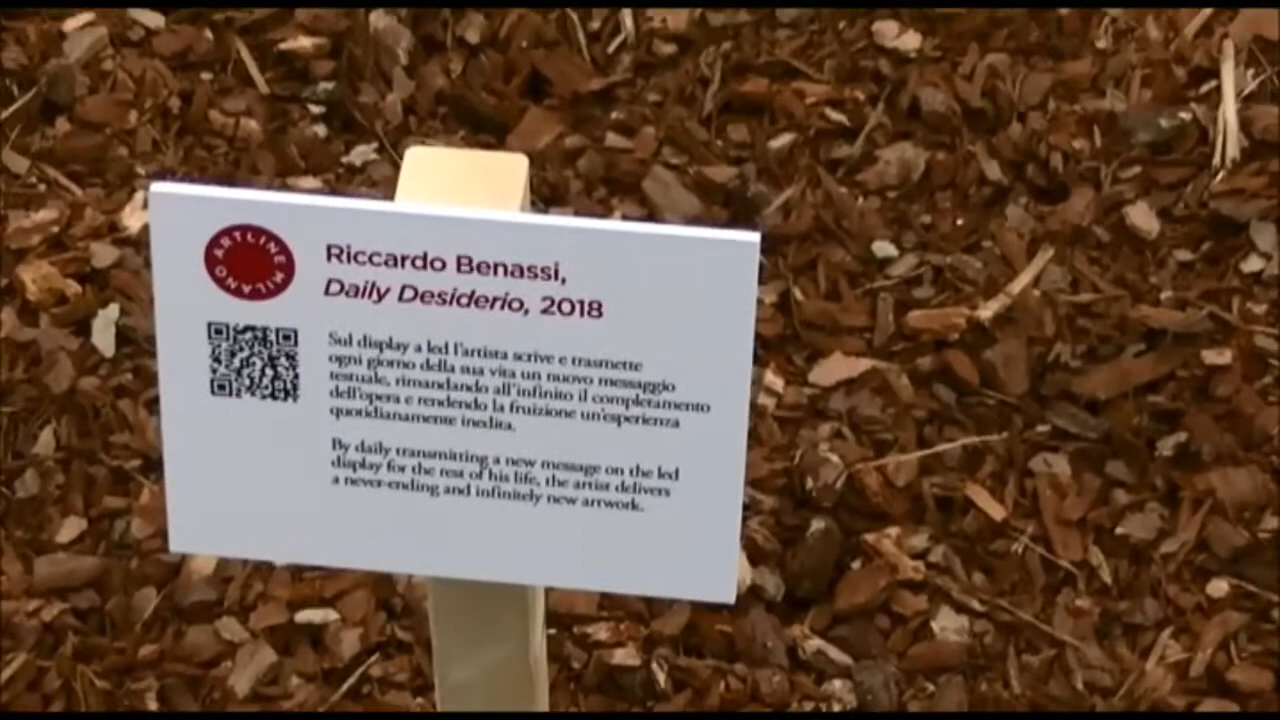 ARTLINE MILANO
Riccardo Benassi,
Daily Desiderio, 2018
Sul display a led l'artista scrive e trasmette
ogni giorno della sua vita un nuovo messaggio
testuale, rimandando all'infinito il completamento
dell'opera e rendendo la fruizione un'esperienza
quotidianamente inedita.
By daily transmitting a new message on the led
display for the rest of his life, the artist delivers
a never-ending and infinitely new artwork.